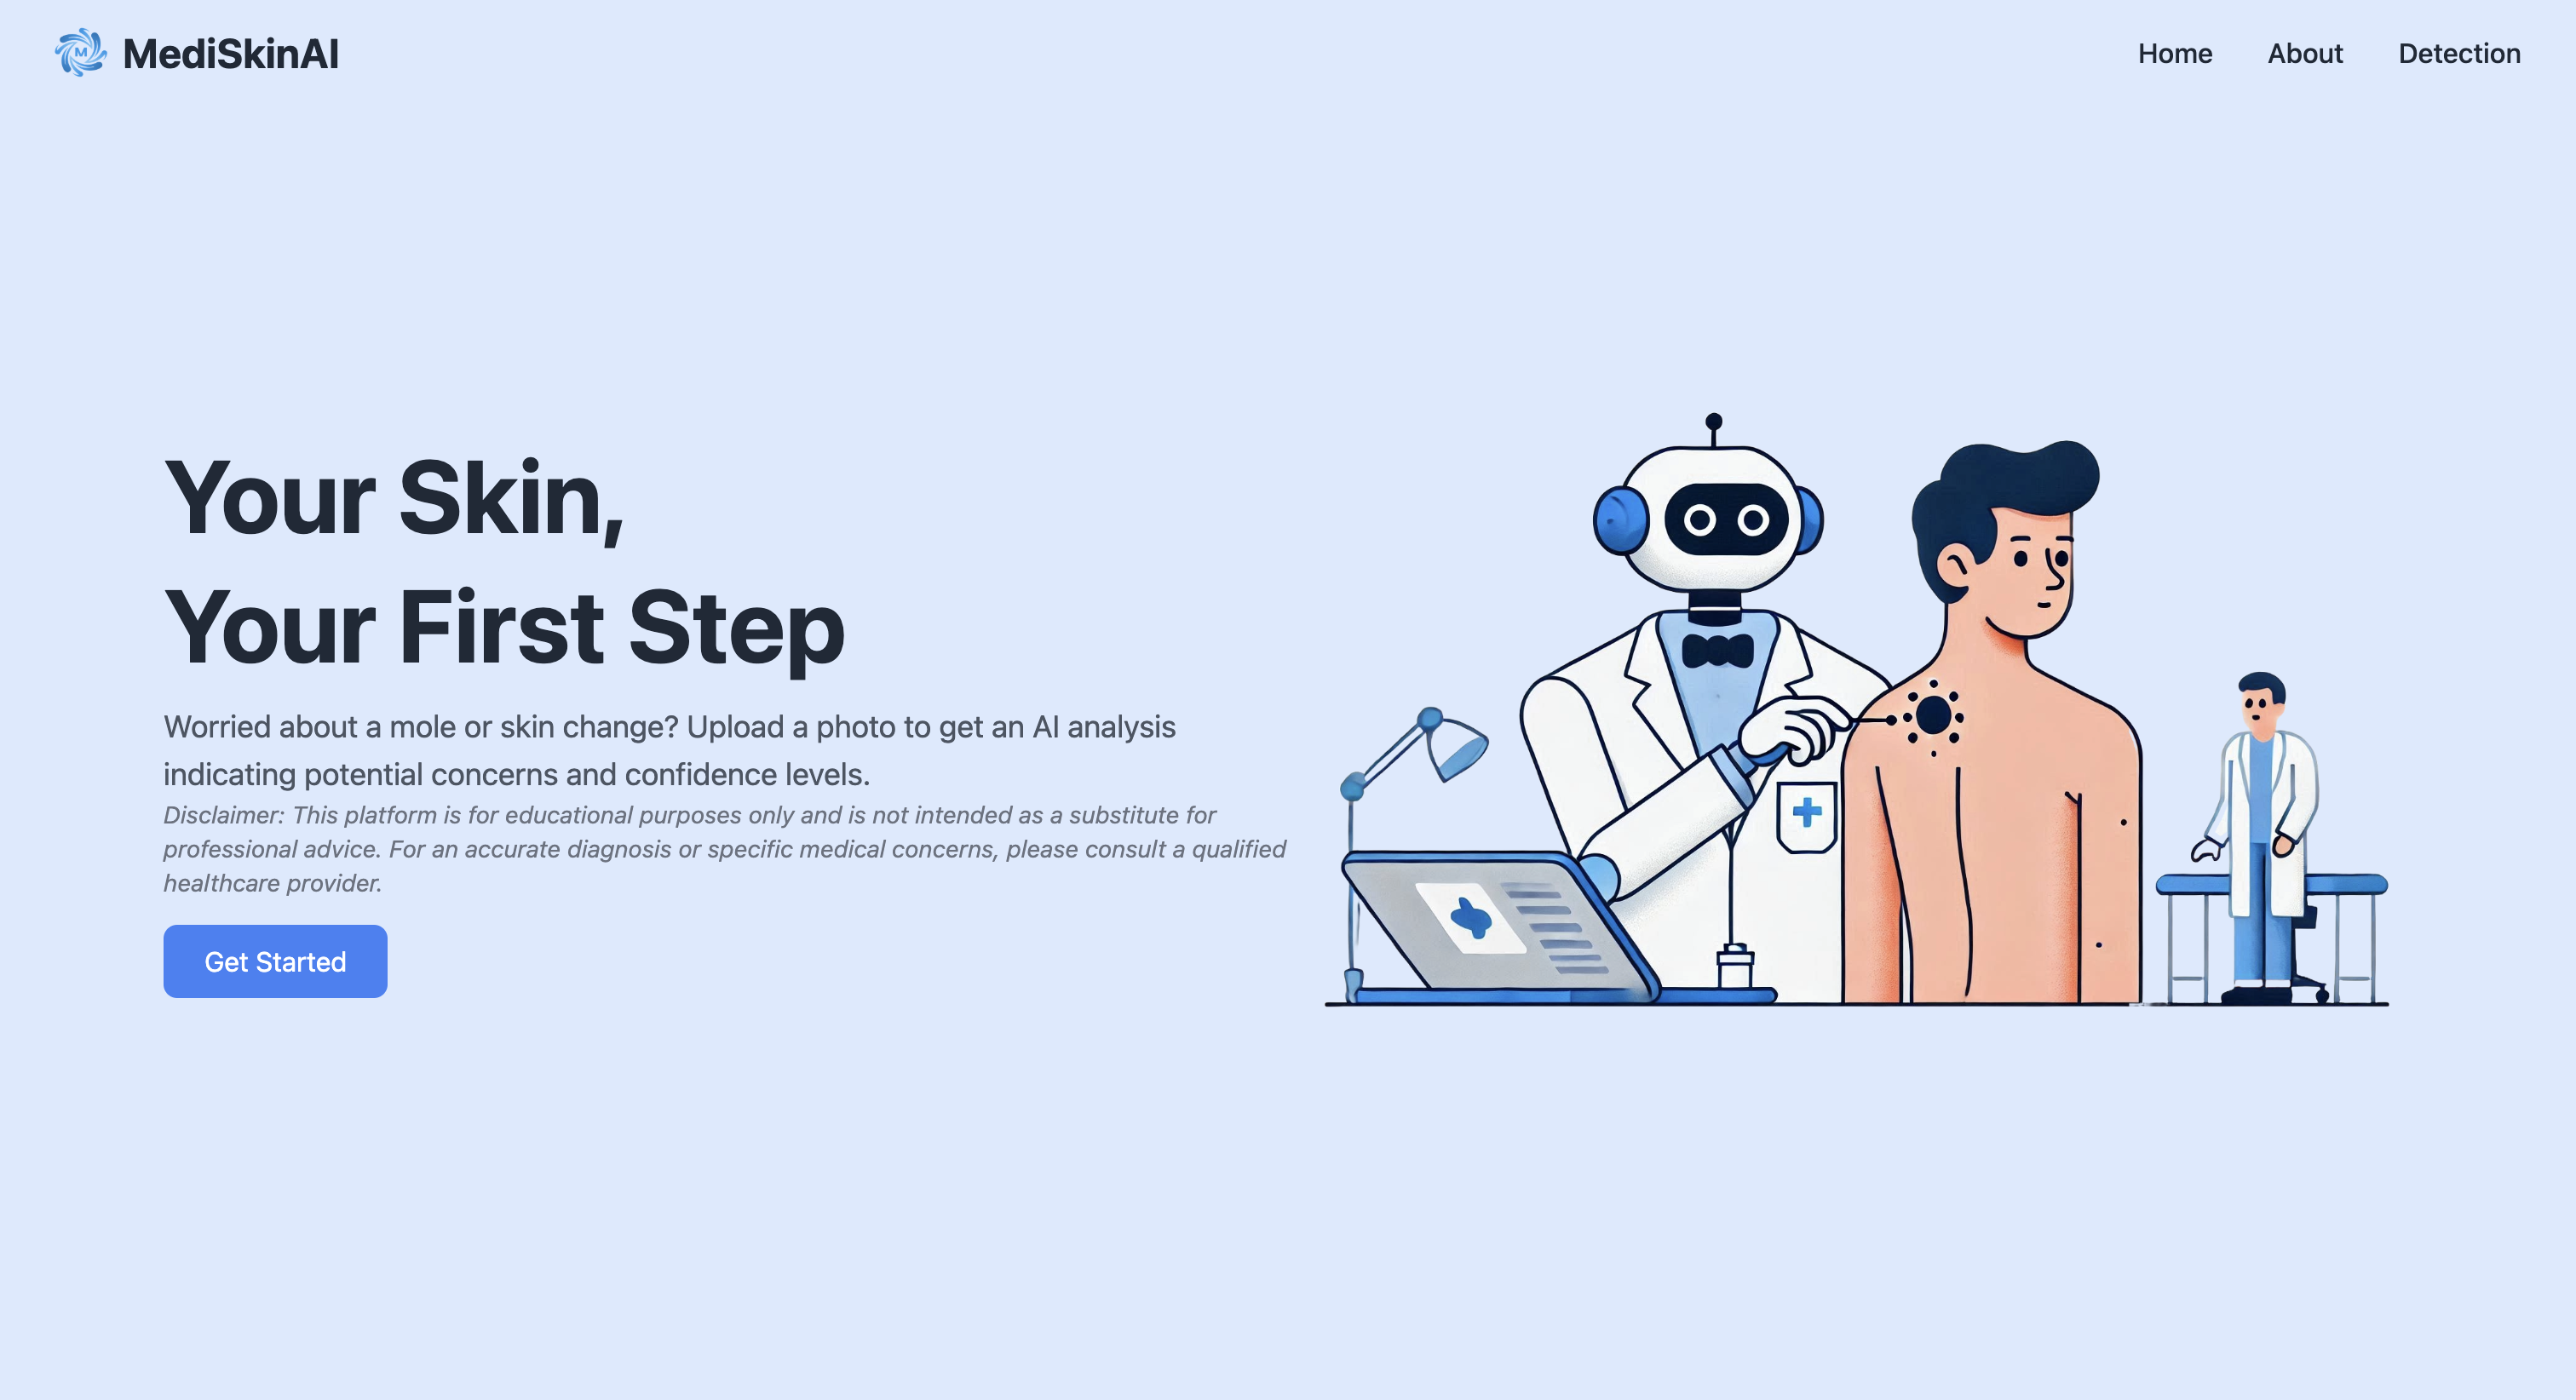 M
MediSkinAI
Home
About
Detection
Your Skin,
Your First Step
Worried about a mole or skin change? Upload a photo to get an AI analysis
indicating potential concerns and confidence levels.
Disclaimer: This platform is for educational purposes only and is not intended as a substitute for
professional advice. For an accurate diagnosis or specific medical concerns, please consult a qualified
healthcare provider.
Get Started